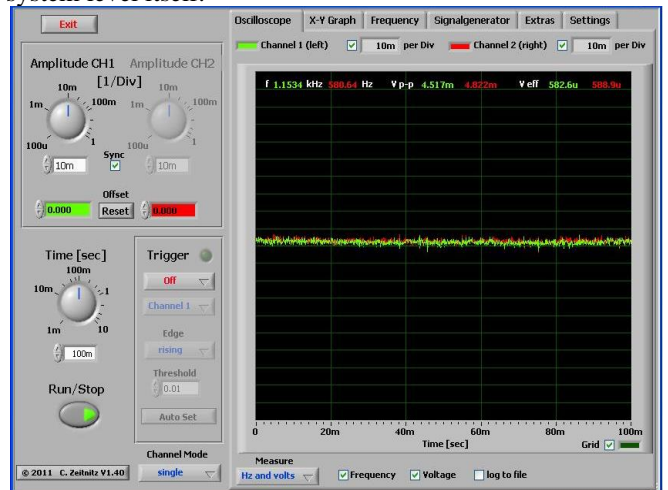 system level itself.
Exit
Oscilloscope X-Y Graph Frequency Signalgenerator Extras Settings
Channel 1 (left) 10m per Div Channel 2 (right) 10m per Div
Amplitude CH1 Amplitude CH2
[1/Div]
10m 10m
1m 100m 1m 100m
100u 1 100u 1
Sync
10m 10m
Offset
0.000 Reset 0.000
f 1.1534 kHz 580.64 Hz Vp-p 4.517m 4.822m Veff 582.6u 588.9u
Time [sec]
100m
10m 1
1m 10
100m
Run/Stop
Trigger
Off
Channel 1
Edge
rising
Threshold
0.01
Auto Set
Channel Mode
single
© 2011 C. Zeitnitz V1.40
0 20m 40m 60m 80m 100m
Time [sec]
Grid
Measure
Hz and volts Frequency Voltage log to file